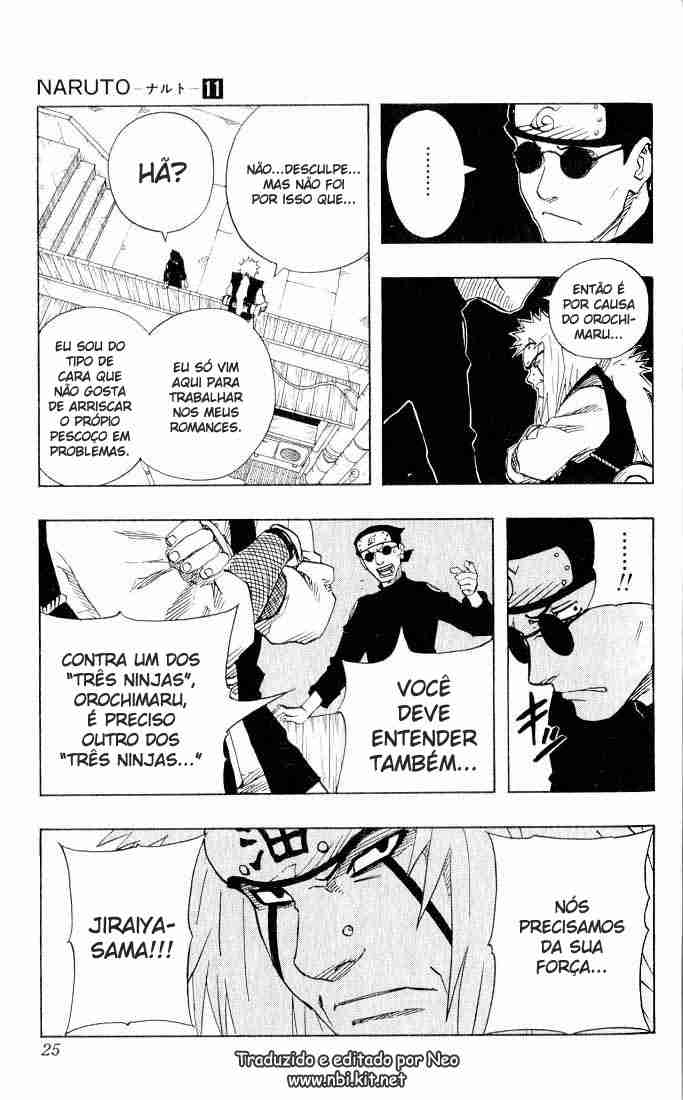 NARUTO －ナルト－ 11
........
ENTÃO
É POR CAUSA
DO OROCHI-
MARU...
NÃO...DESCULPE...
MAS NÃO FOI
POR ISSO QUE...
HÃ?
EU SÓ VIM
AQUI PARA
TRABALHAR
NOS MEUS
ROMANCES.
EU SOU DO
TIPO DE
CARA QUE
NÃO GOSTA
DE ARRISCAR
O PRÓPIO
PESCOÇO EM
PROBLEMAS.
......!!
ギッ
VOCÊ
DEVE
ENTENDER
TAMBÉM...
CONTRA UM DOS
"TRÊS NINJAS",
OROCHIMARU,
É PRECISO
OUTRO DOS
"TRÊS NINJAS..."
NÓS
PRECISAMOS
DA SUA
FORÇA...
油
JIRAIYA-
SAMA!!!
25
Traduzido e editado por Neo
www.nbi.kit.net